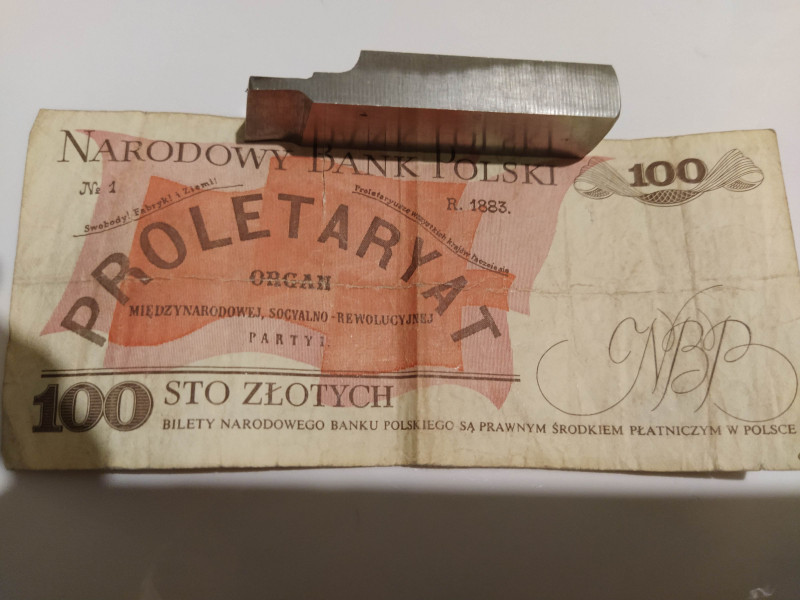 NARODOWY BANK POLSKI
100
№ 1
R. 1883.
Swobody! Fabryk! i Ziemi!
Proletaryusze wszystkich krajów łączcie się
PROLETARYAT
ORGAN
MIĘDZYNARODOWEJ, SOCYALNO-REWOLUCYJNEJ
PARTYI.
NBP
100 STO ZŁOTYCH
BILETY NARODOWEGO BANKU POLSKIEGO SĄ PRAWNYM ŚRODKIEM PŁATNICZYM W POLSCE